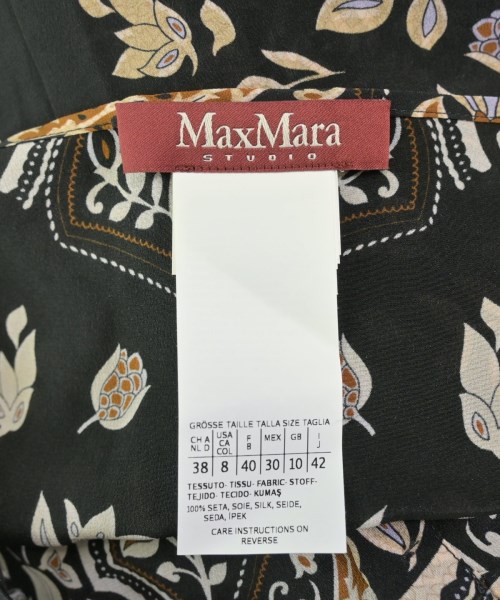 MaxMara
STUDIO
GRÖSSE TAILLE TALLA SIZE TAGLIA
CH A NL D USA CA COL F B MEX GB I J
38 8 40 30 10 42
TESSUTO- TISSU- FABRIC- STOFF-
TEJIDO- TECIDO- KUMAŞ
100% SETA, SOIE, SILK, SEIDE,
SEDA, İPEK
CARE INSTRUCTIONS ON
REVERSE